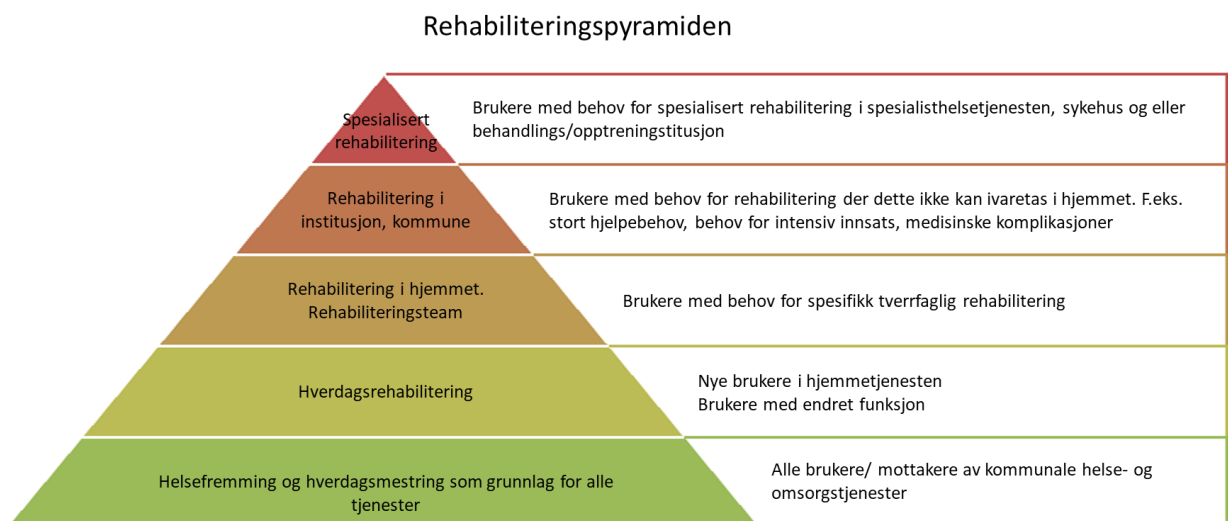 Rehabiliteringspyramiden
Spesialisert
rehabilitering
Brukere med behov for spesialisert rehabilitering i spesialisthelsetjenesten, sykehus og eller
behandlings/opptreningstitusjon
Rehabilitering i
institusjon, kommune
Brukere med behov for rehabilitering der dette ikke kan ivaretas i hjemmet. F.eks.
stort hjelpebehov, behov for intensiv innsats, medisinske komplikasjoner
Rehabilitering i hjemmet.
Rehabiliteringsteam
Brukere med behov for spesifikk tverrfaglig rehabilitering
Hverdagsrehabilitering
Nye brukere i hjemmetjenesten
Brukere med endret funksjon
Helsefremming og hverdagsmestring som grunnlag for alle
tjenester
Alle brukere/ mottakere av kommunale helse- og
omsorgstjenester